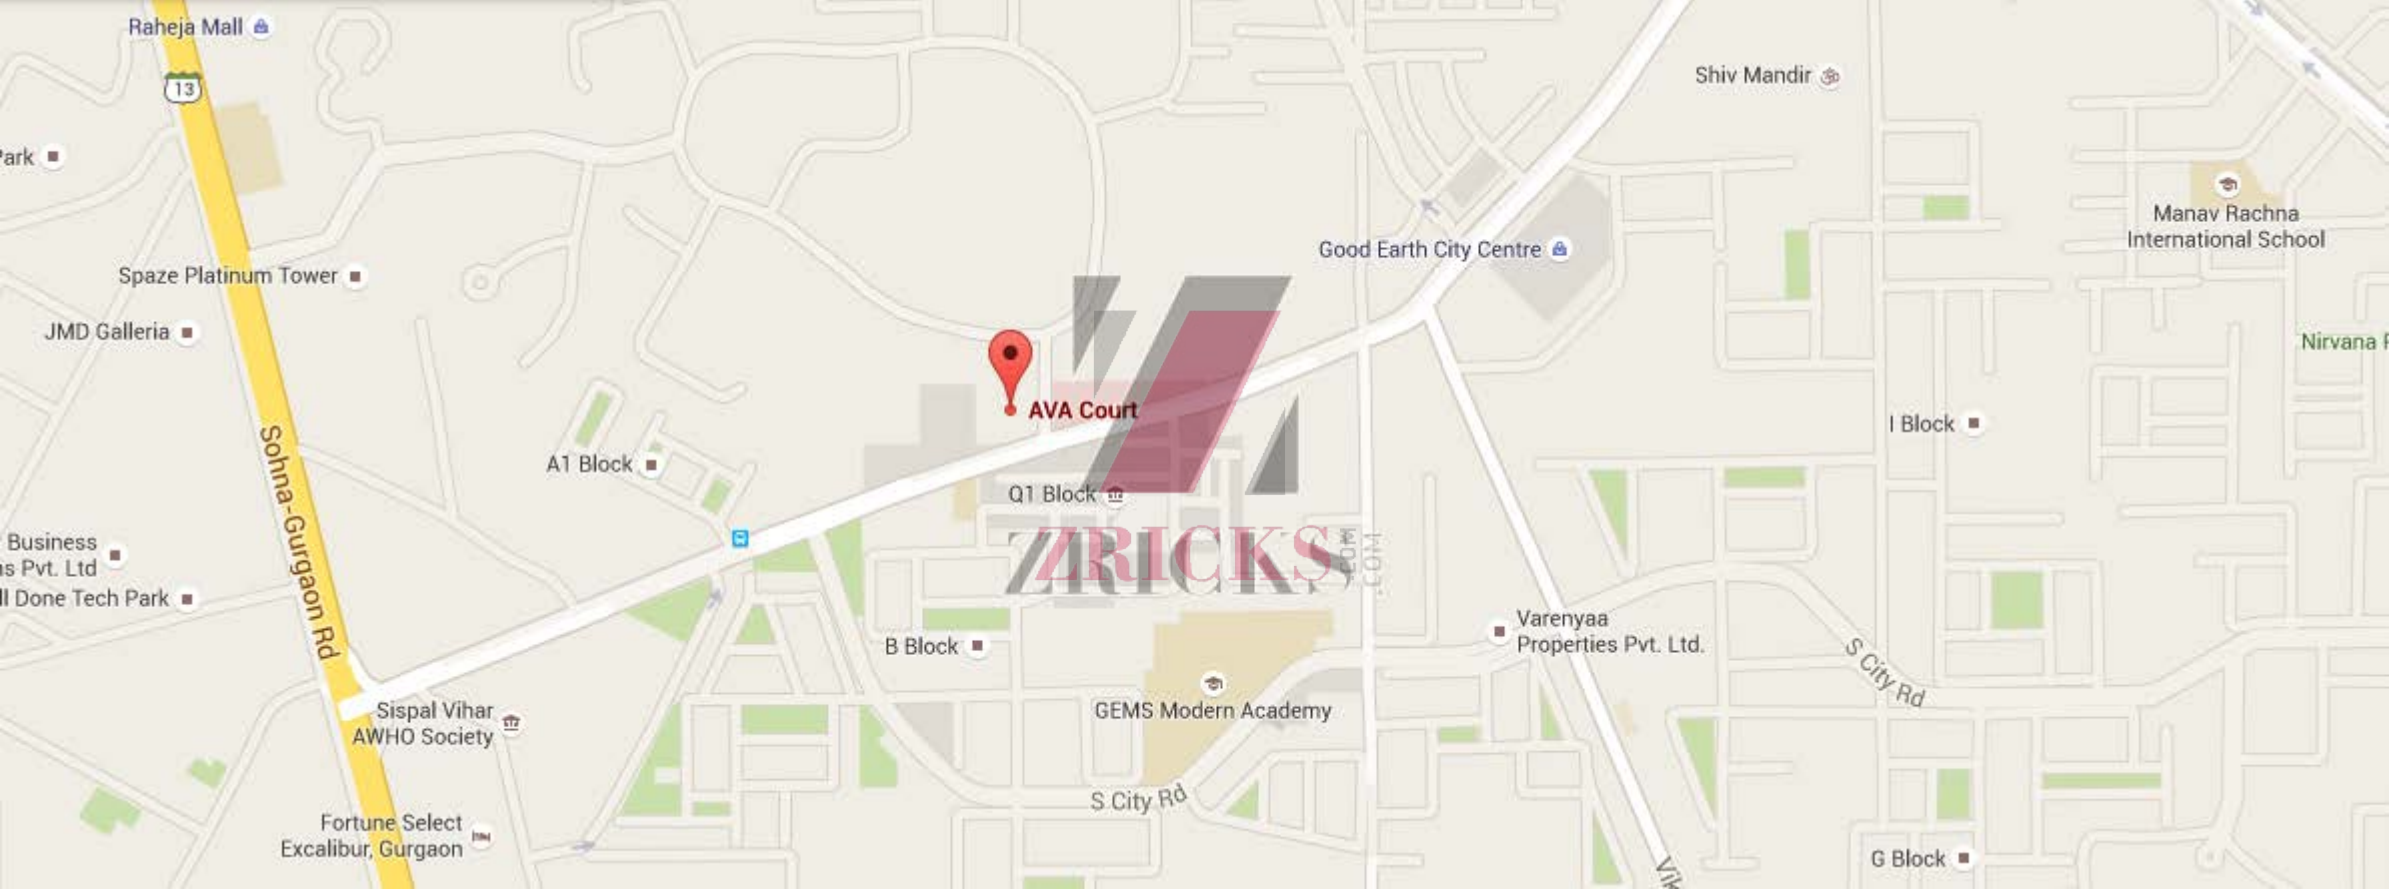 Raheja Mall
13
Shiv Mandir
Park
Manav Rachna
International School
Good Earth City Centre
Spaze Platinum Tower
JMD Galleria
Nirvana
AVA Court
I Block
A1 Block
Sohna-Gurgaon Rd
Q1 Block
Business
Pvt. Ltd
ZRICKS
.COM
Done Tech Park
Varenyaa
Properties Pvt. Ltd.
B Block
S City Rd
Sispal Vihar
AWHO Society
GEMS Modern Academy
S City Rd
Fortune Select
Excalibur, Gurgaon
G Block